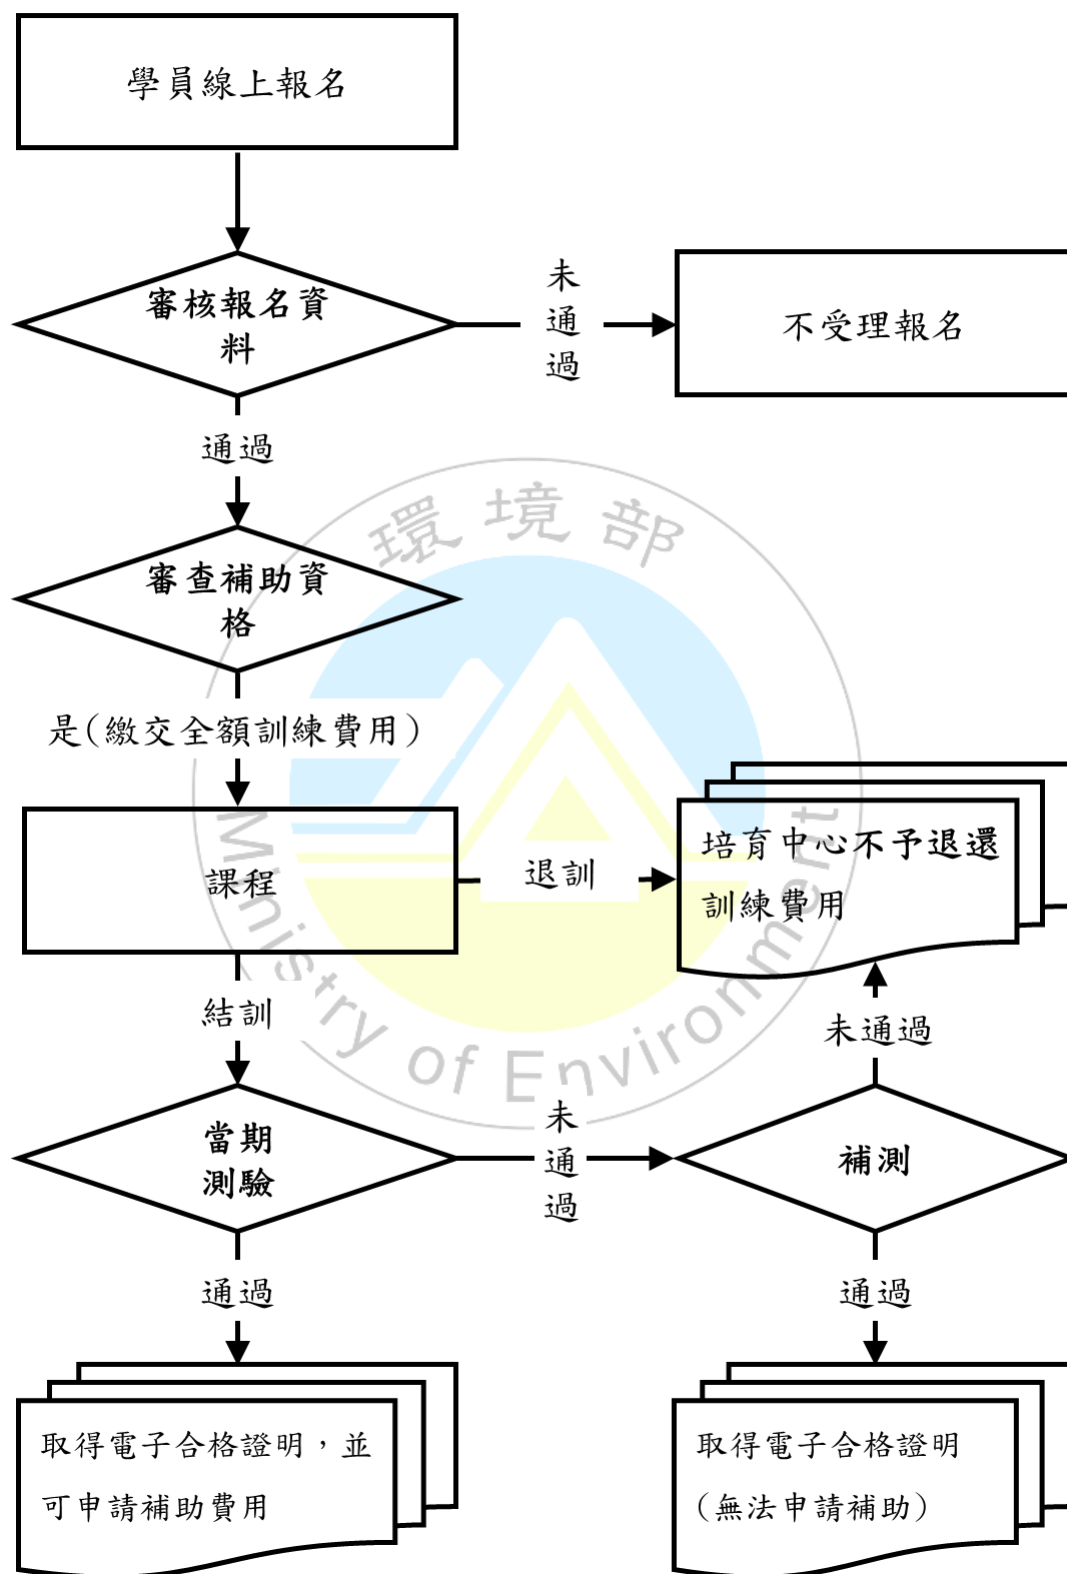 學員線上報名
審核報名資
料
未
通
過
不受理報名
通過
環境部
審查補助資
格
是(繳交全額訓練費用)
課程
退訓
培育中心不予退還
訓練費用
Ministry of Environment
結訓
未通過
當期
測驗
未
通
過
補測
通過
通過
取得電子合格證明，並
可申請補助費用
取得電子合格證明
(無法申請補助)